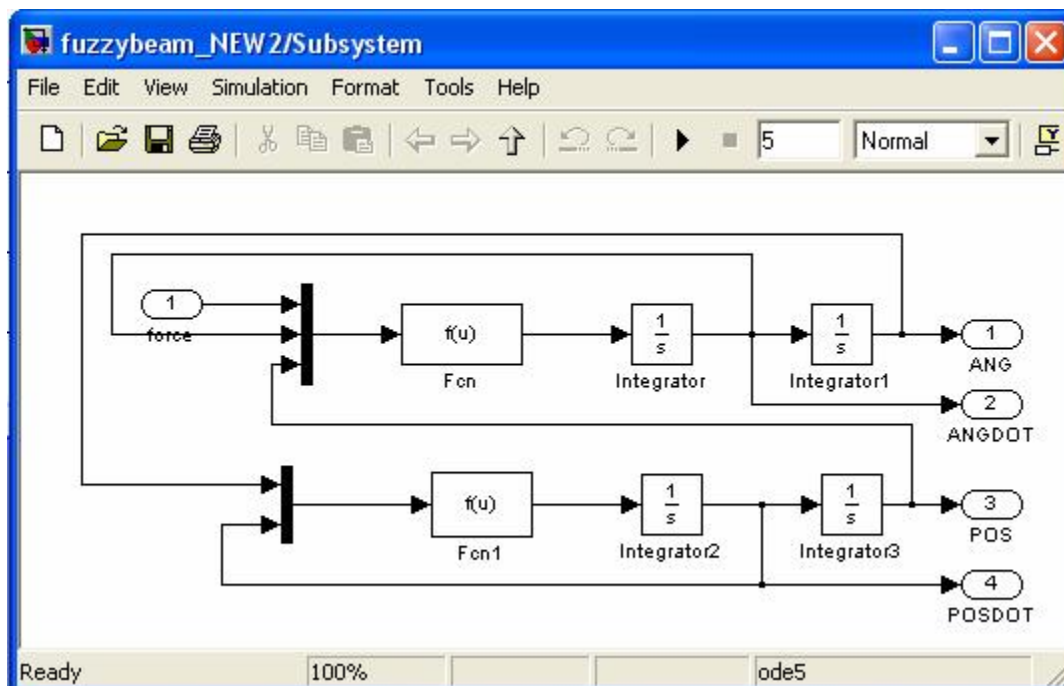 fuzzybeam_NEW2/Subsystem
File Edit View Simulation Format Tools Help
5 Normal
1
force
f(u)
Fcn
1
s
Integrator
1
s
Integrator1
1
ANG
2
ANGDOT
f(u)
Fcn1
1
s
Integrator2
1
s
Integrator3
3
POS
4
POSDOT
Ready 100% ode5